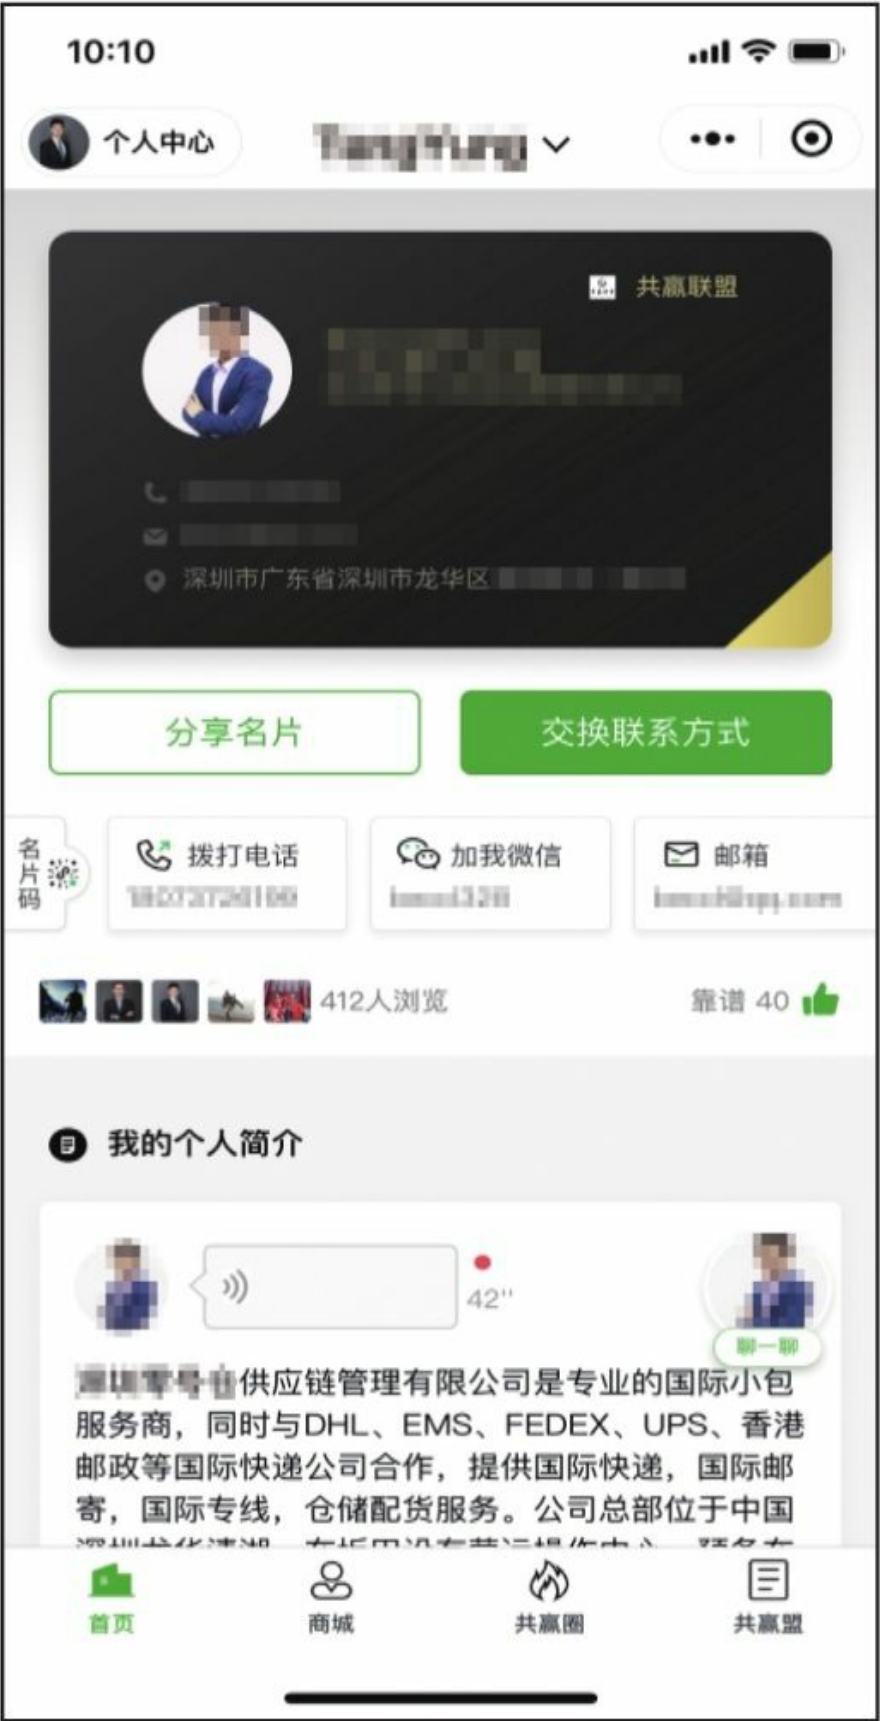 10:10
个人中心
共赢联盟
深圳市广东省深圳市龙华区
分享名片
交换联系方式
名片码
拨打电话
加我微信
邮箱
412人浏览
靠谱 40
我的个人简介
42''
聊一聊
供应链管理有限公司是专业的国际小包
服务商，同时与DHL、EMS、FEDEX、UPS、香港
邮政等国际快递公司合作，提供国际快递，国际邮
寄，国际专线，仓储配货服务。公司总部位于中国
首页
商城
共赢圈
共赢盟